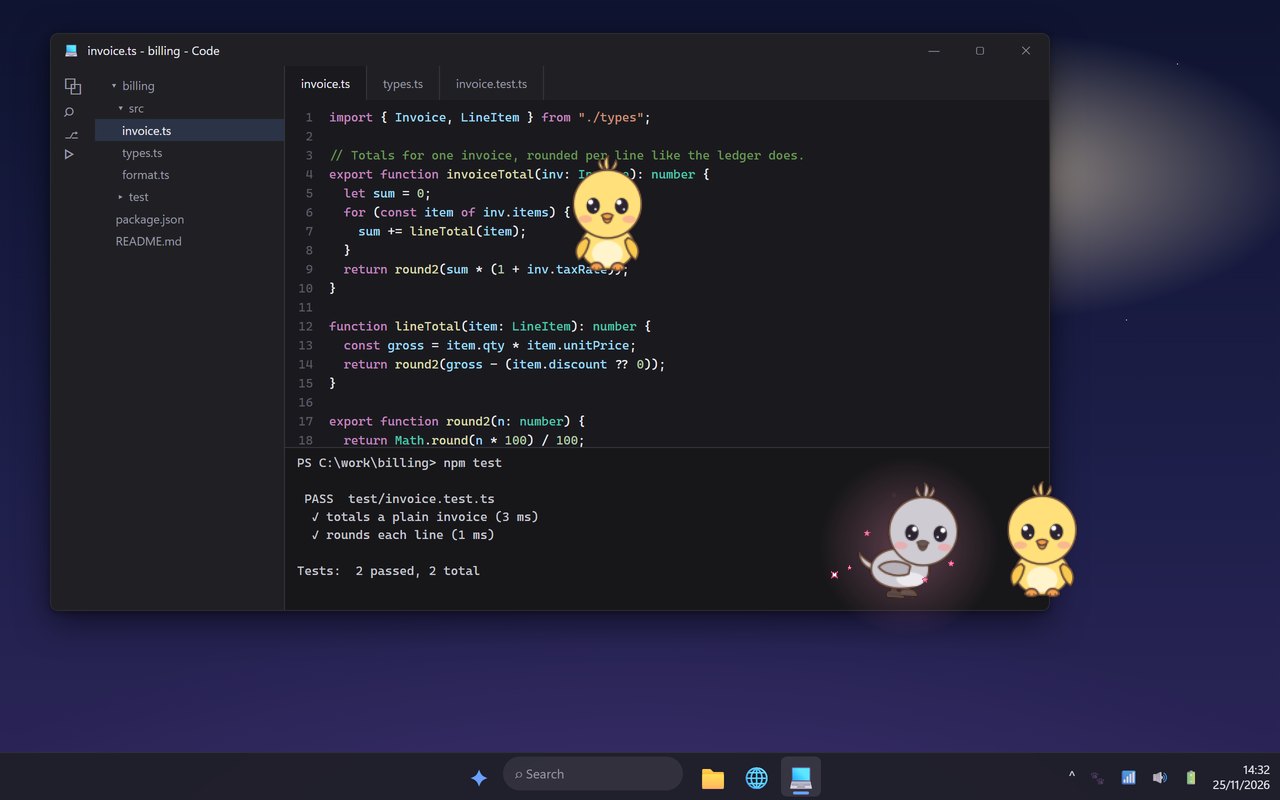 invoice.ts - billing - Code
billing
src
invoice.ts
types.ts
format.ts
test
package.json
README.md
invoice.ts
types.ts
invoice.test.ts
1 import { Invoice, LineItem } from "./types";
2
3 // Totals for one invoice, rounded per line like the ledger does.
4 export function invoiceTotal(inv: ): number {
5 let sum = 0;
6 for (const item of inv.items) {
7 sum += lineTotal(item);
8 }
9 return round2(sum * (1 + inv.taxRate));
10 }
11
12 function lineTotal(item: LineItem): number {
13 const gross = item.qty * item.unitPrice;
14 return round2(gross - (item.discount ?? 0));
15 }
16
17 export function round2(n: number) {
18 return Math.round(n * 100) / 100;
PS C:\work\billing> npm test
PASS test/invoice.test.ts
✓ totals a plain invoice (3 ms)
✓ rounds each line (1 ms)
Tests: 2 passed, 2 total
Search
14:32
25/11/2026